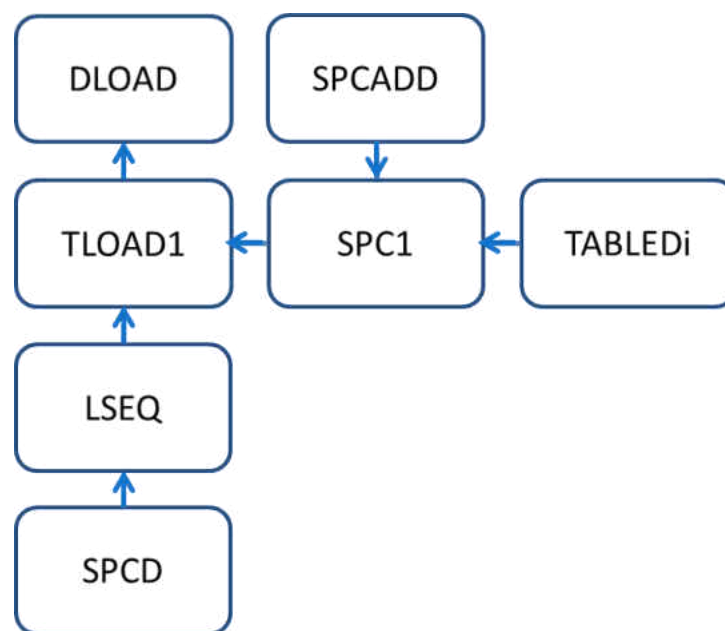 DLOAD
SPCADD
TLOAD1
SPC1
TABLEDi
LSEQ
SPCD